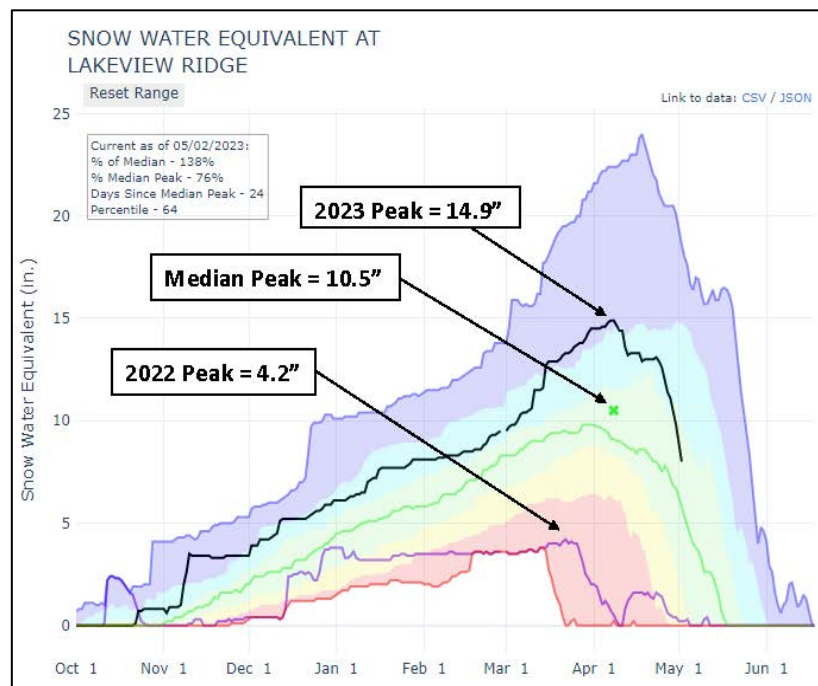 SNOW WATER EQUIVALENT AT
LAKEVIEW RIDGE
Reset Range
Link to data: CSV / JSON
25
Current as of 05/02/2023:
% of Median - 138%
% Median Peak - 76%
Days Since Median Peak - 24
Percentile - 64
20
2023 Peak = 14.9”
Median Peak = 10.5”
15
2022 Peak = 4.2”
10
5
0
Snow Water Equivalent (in.)
Oct 1 Nov 1 Dec 1 Jan 1 Feb 1 Mar 1 Apr 1 May 1 Jun 1